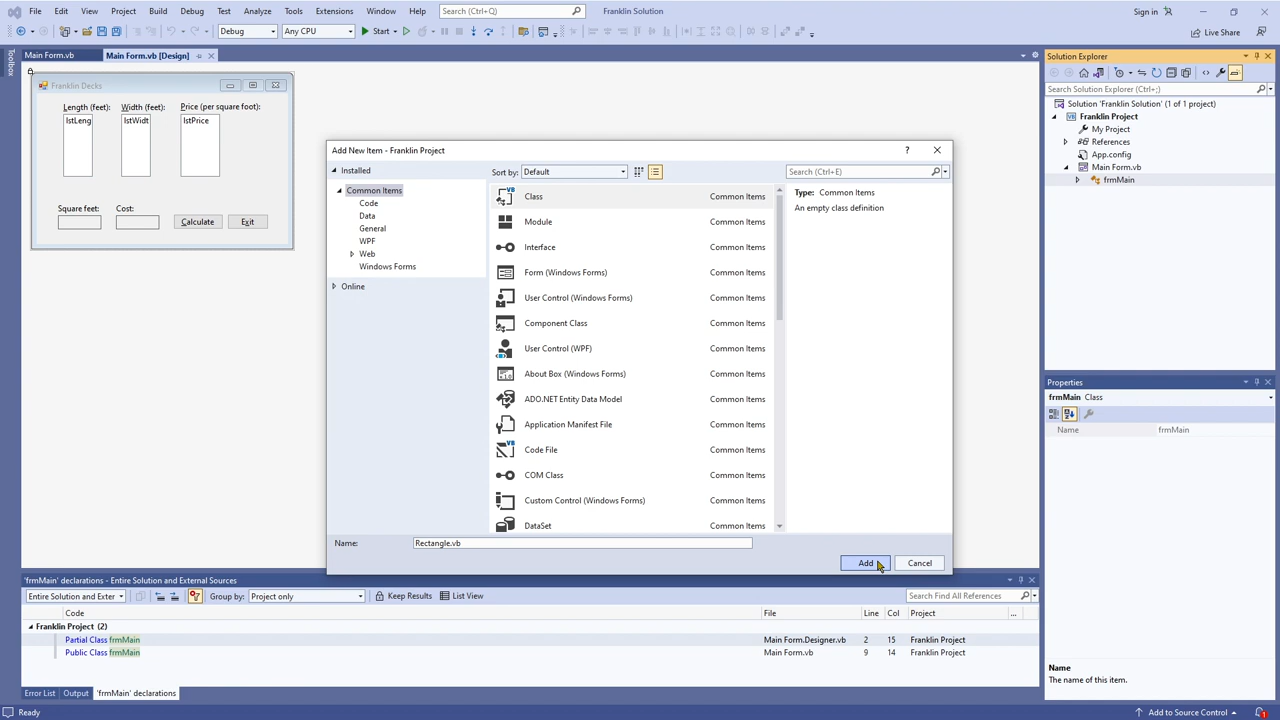 File Edit View Project Build Debug Test Analyze Tools Extensions Window Help Search (Ctrl+Q) Franklin Solution Sign in
Debug Any CPU Start Live Share
Toolbox
Main Form.vb Main Form.vb [Design]
Franklin Decks
Length (feet): Width (feet): Price (per square foot):
lstLeng lstWidt lstPrice
Square feet: Cost:
Calculate Exit
Add New Item - Franklin Project ?
Installed
Common Items
Code
Data
General
WPF
Web
Windows Forms
Online
Sort by: Default
Search (Ctrl+E)
Class Common Items
Module Common Items
Interface Common Items
Form (Windows Forms) Common Items
User Control (Windows Forms) Common Items
Component Class Common Items
User Control (WPF) Common Items
About Box (Windows Forms) Common Items
ADO.NET Entity Data Model Common Items
Application Manifest File Common Items
Code File Common Items
COM Class Common Items
Custom Control (Windows Forms) Common Items
DataSet Common Items
Type: Common Items
An empty class definition
Name: Rectangle.vb
Add Cancel
Solution Explorer
Search Solution Explorer (Ctrl+;)
Solution 'Franklin Solution' (1 of 1 project)
VB Franklin Project
My Project
References
App.config
Main Form.vb
frmMain
Properties
frmMain Class
Name frmMain
Name
The name of this item.
'frmMain' declarations - Entire Solution and External Sources
Entire Solution and Exter Group by: Project only Keep Results List View Search Find All References
Code File Line Col Project ...
Franklin Project (2)
Partial Class frmMain Main Form.Designer.vb 2 15 Franklin Project
Public Class frmMain Main Form.vb 9 14 Franklin Project
Error List Output 'frmMain' declarations
Ready Add to Source Control 1